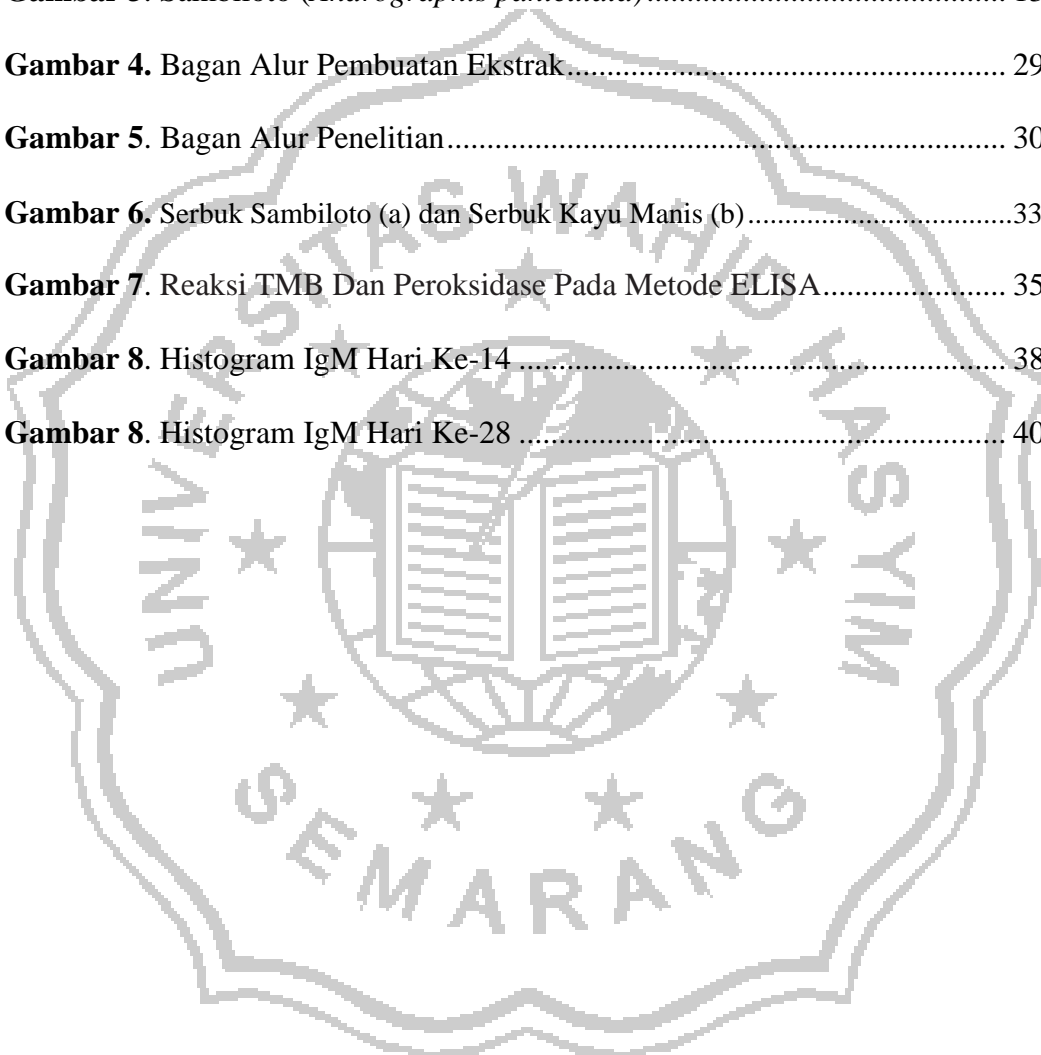 Gambar 4. Bagan Alur Pembuatan Ekstrak........................................................ 29
Gambar 5. Bagan Alur Penelitian....................................................................... 30
Gambar 6. Serbuk Sambiloto (a) dan Serbuk Kayu Manis (b)..........................................33
Gambar 7. Reaksi TMB Dan Peroksidase Pada Metode ELISA....................... 35
Gambar 8. Histogram IgM Hari Ke-14 .............................................................. 38
Gambar 8. Histogram IgM Hari Ke-28 .............................................................. 40
UNIVERSITAS WAHID HASYIM
SEMARANG